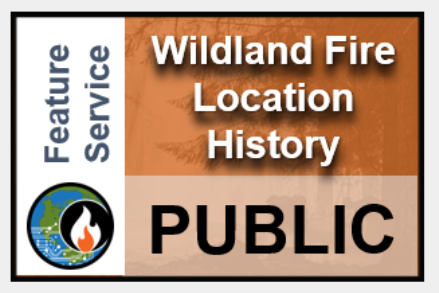 Feature
Service
Wildland Fire
Location
History
PUBLIC